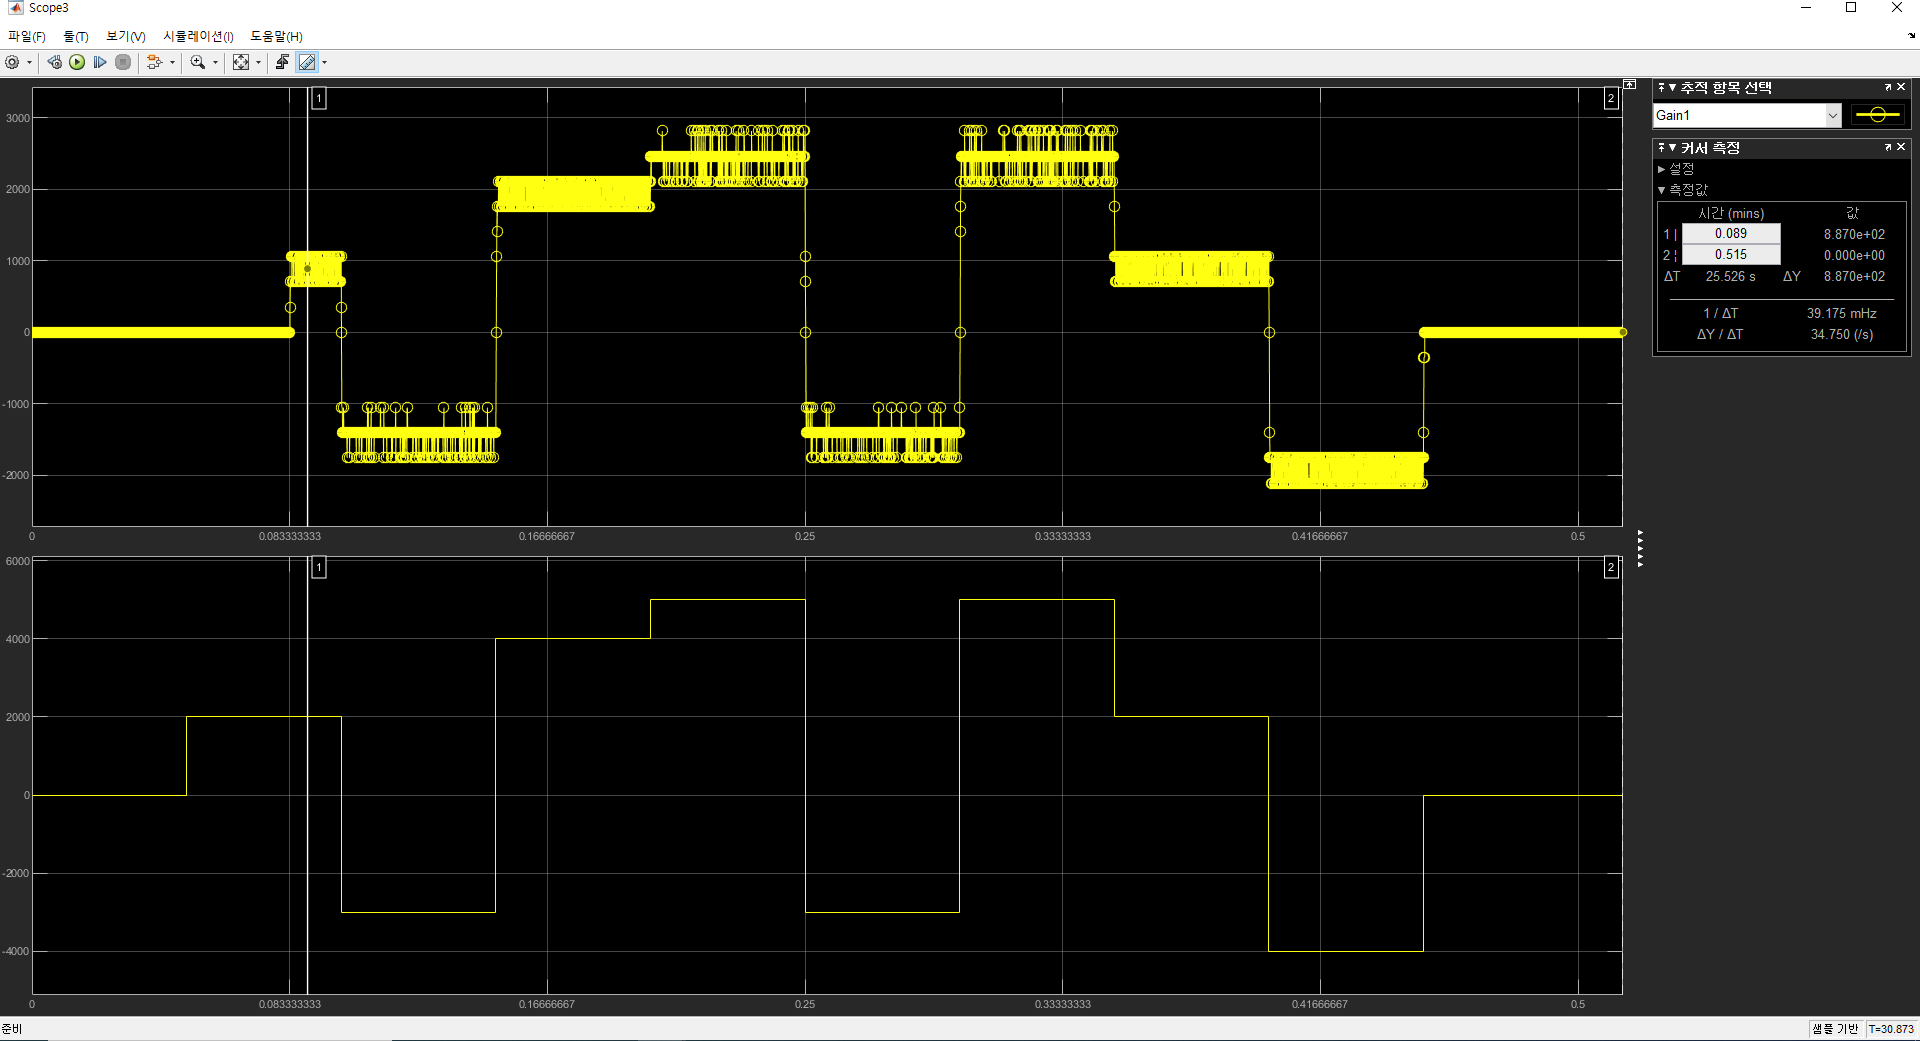 Scope3
파일(F) 툴(T) 보기(V) 시뮬레이션(I) 도움말(H)
1
2
3000
2000
1000
0
-1000
-2000
0 0.083333333 0.16666667 0.25 0.33333333 0.41666667 0.5
1
2
6000
4000
2000
0
-2000
-4000
0 0.083333333 0.16666667 0.25 0.33333333 0.41666667 0.5
추적 항목 선택
Gain1
커서 측정
설정
측정값
시간 (mins) 값
1 | 0.089 8.870e+02
2 ¦ 0.515 0.000e+00
ΔT 25.526 s ΔY 8.870e+02
1 / ΔT 39.175 mHz
ΔY / ΔT 34.750 (/s)
준비
샘플 기반 T=30.873